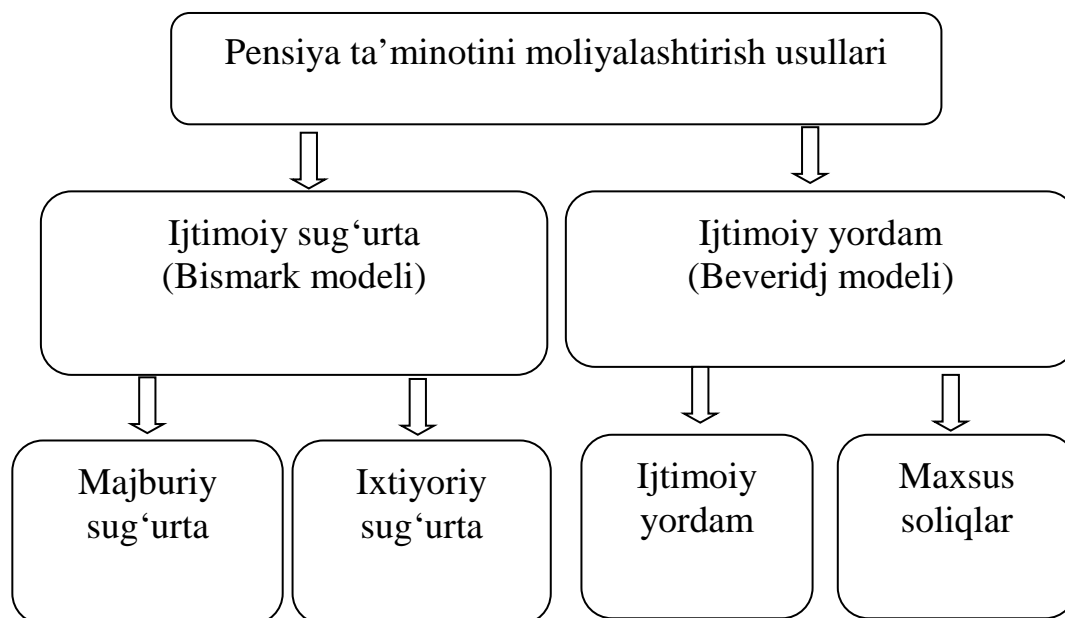 Pensiya ta’minotini moliyalashtirish usullari
Ijtimoiy sug‘urta
(Bismark modeli)
Ijtimoiy yordam
(Beveridj modeli)
Majburiy
sug‘urta
Ixtiyoriy
sug‘urta
Ijtimoiy
yordam
Maxsus
soliqlar